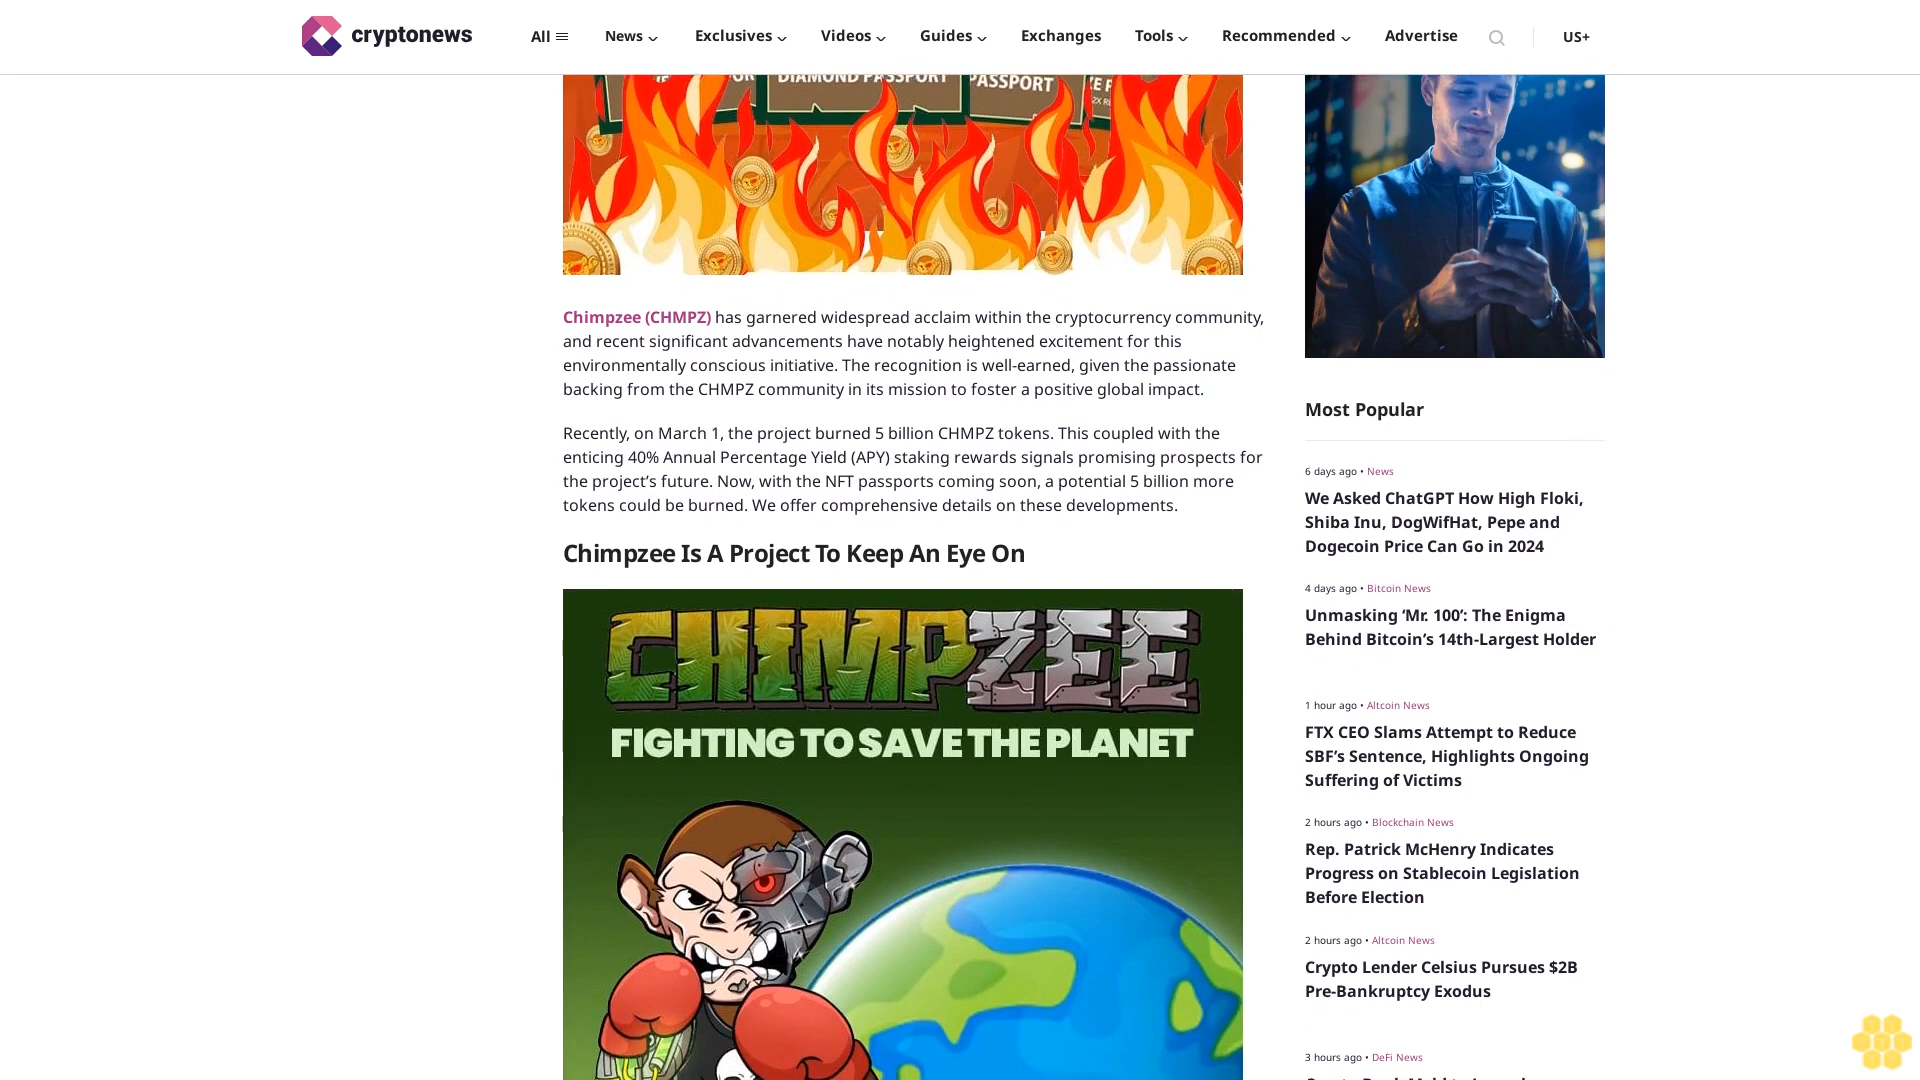 cryptonews
All
News
Exclusives
Videos
Guides
Exchanges
Tools
Recommended
Advertise
US+
DIAMOND PASSPORT
PASSPORT
Chimpzee (CHMPZ) has garnered widespread acclaim within the cryptocurrency community,
and recent significant advancements have notably heightened excitement for this
environmentally conscious initiative. The recognition is well-earned, given the passionate
backing from the CHMPZ community in its mission to foster a positive global impact.
Recently, on March 1, the project burned 5 billion CHMPZ tokens. This coupled with the
enticing 40% Annual Percentage Yield (APY) staking rewards signals promising prospects for
the project’s future. Now, with the NFT passports coming soon, a potential 5 billion more
tokens could be burned. We offer comprehensive details on these developments.
Chimpzee Is A Project To Keep An Eye On
CHIMPZEE
FIGHTING TO SAVE THE PLANET
Most Popular
6 days ago • News
We Asked ChatGPT How High Floki,
Shiba Inu, DogWifHat, Pepe and
Dogecoin Price Can Go in 2024
4 days ago • Bitcoin News
Unmasking ‘Mr. 100’: The Enigma
Behind Bitcoin’s 14th-Largest Holder
1 hour ago • Altcoin News
FTX CEO Slams Attempt to Reduce
SBF’s Sentence, Highlights Ongoing
Suffering of Victims
2 hours ago • Blockchain News
Rep. Patrick McHenry Indicates
Progress on Stablecoin Legislation
Before Election
2 hours ago • Altcoin News
Crypto Lender Celsius Pursues $2B
Pre-Bankruptcy Exodus
3 hours ago • DeFi News